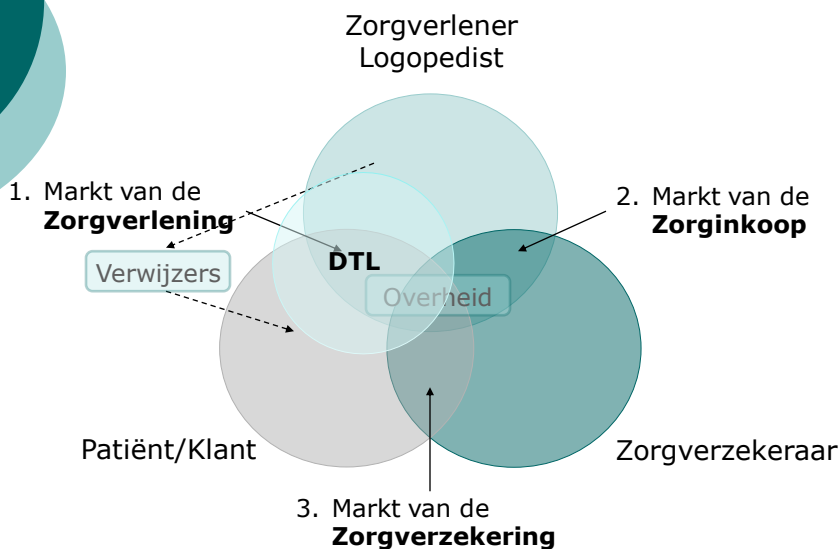 Zorgverlener
Logopedist
1. Markt van de
Zorgverlening
2. Markt van de
Zorginkoop
Verwijzers
DTL
Overheid
Patiënt/Klant
Zorgverzekeraar
3. Markt van de
Zorgverzekering